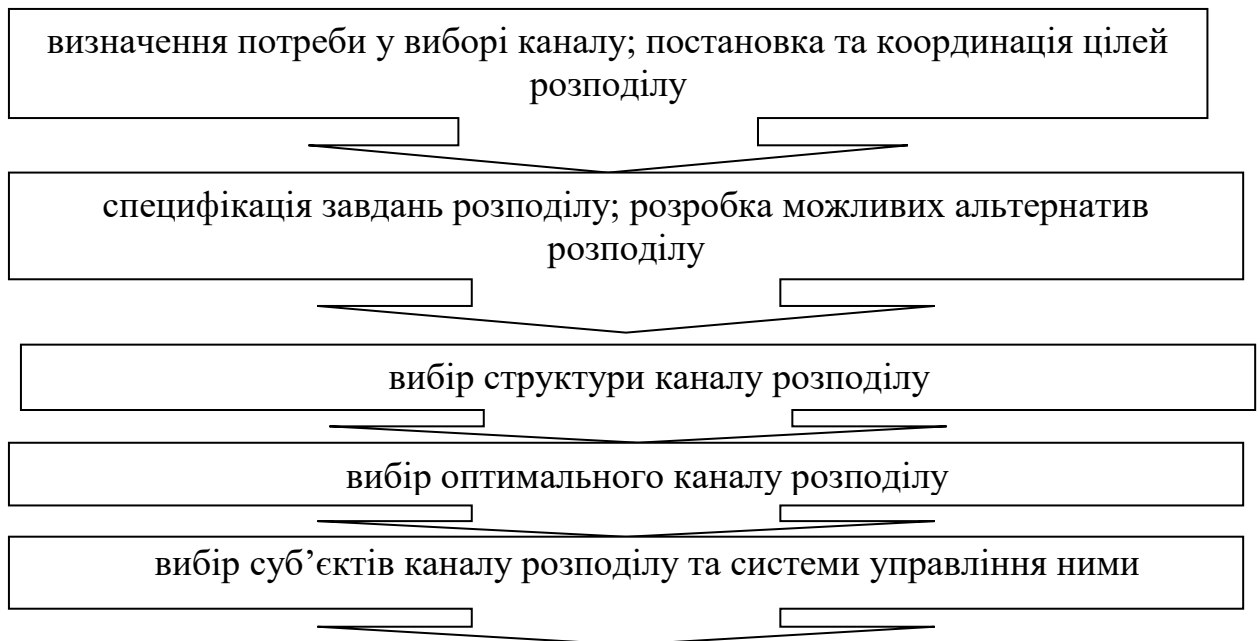 визначення потреби у виборі каналу; постановка та координація цілей
розподілу
специфікація завдань розподілу; розробка можливих альтернатив
розподілу
вибір структури каналу розподілу
вибір оптимального каналу розподілу
вибір суб’єктів каналу розподілу та системи управління ними